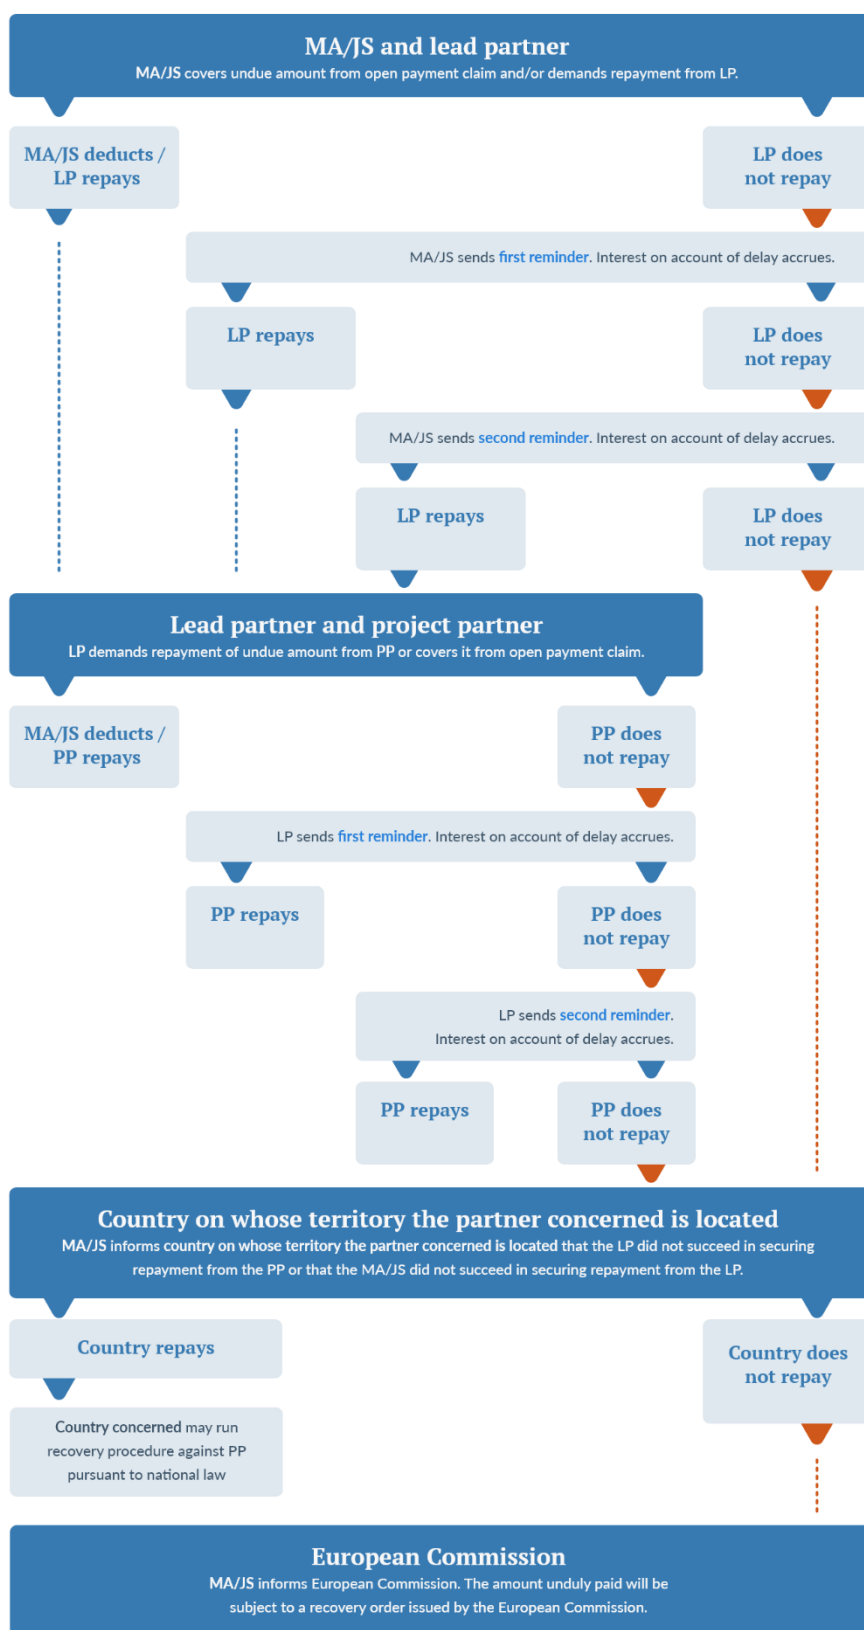 MA/JS and lead partner
MA/JS covers undue amount from open payment claim and/or demands repayment from LP.
MA/JS deducts /
LP repays
LP does
not repay
MA/JS sends first reminder. Interest on account of delay accrues.
LP repays
LP does
not repay
MA/JS sends second reminder. Interest on account of delay accrues.
LP repays
LP does
not repay
Lead partner and project partner
LP demands repayment of undue amount from PP or covers it from open payment claim.
MA/JS deducts /
PP repays
PP does
not repay
LP sends first reminder. Interest on account of delay accrues.
PP repays
PP does
not repay
LP sends second reminder.
Interest on account of delay accrues.
PP repays
PP does
not repay
Country on whose territory the partner concerned is located
MA/JS informs country on whose territory the partner concerned is located that the LP did not succeed in securing
repayment from the PP or that the MA/JS did not succeed in securing repayment from the LP.
Country repays
Country does
not repay
Country concerned may run
recovery procedure against PP
pursuant to national law
European Commission
MA/JS informs European Commission. The amount unduly paid will be
subject to a recovery order issued by the European Commission.